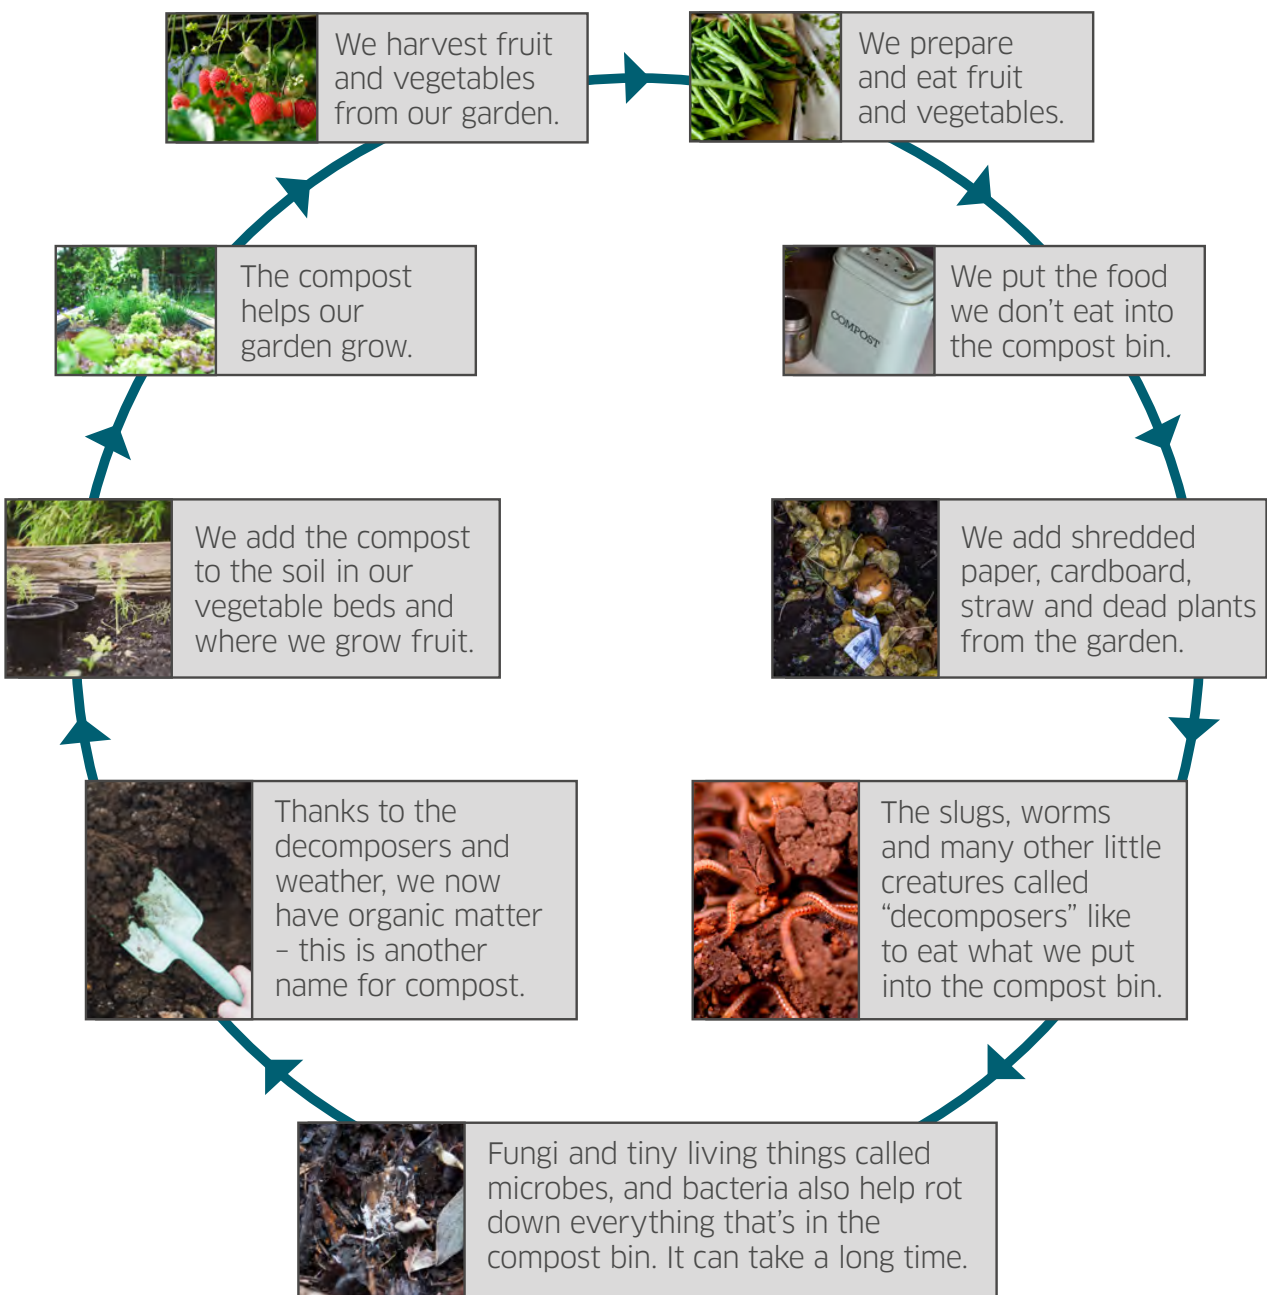 We harvest fruit
and vegetables
from our garden.
We prepare
and eat fruit
and vegetables.
We put the food
we don't eat into
the compost bin.
COMPOST
We add shredded
paper, cardboard,
straw and dead plants
from the garden.
The slugs, worms
and many other little
creatures called
“decomposers” like
to eat what we put
into the compost bin.
Fungi and tiny living things called
microbes, and bacteria also help rot
down everything that's in the
compost bin. It can take a long time.
Thanks to the
decomposers and
weather, we now
have organic matter
– this is another
name for compost.
We add the compost
to the soil in our
vegetable beds and
where we grow fruit.
The compost
helps our
garden grow.